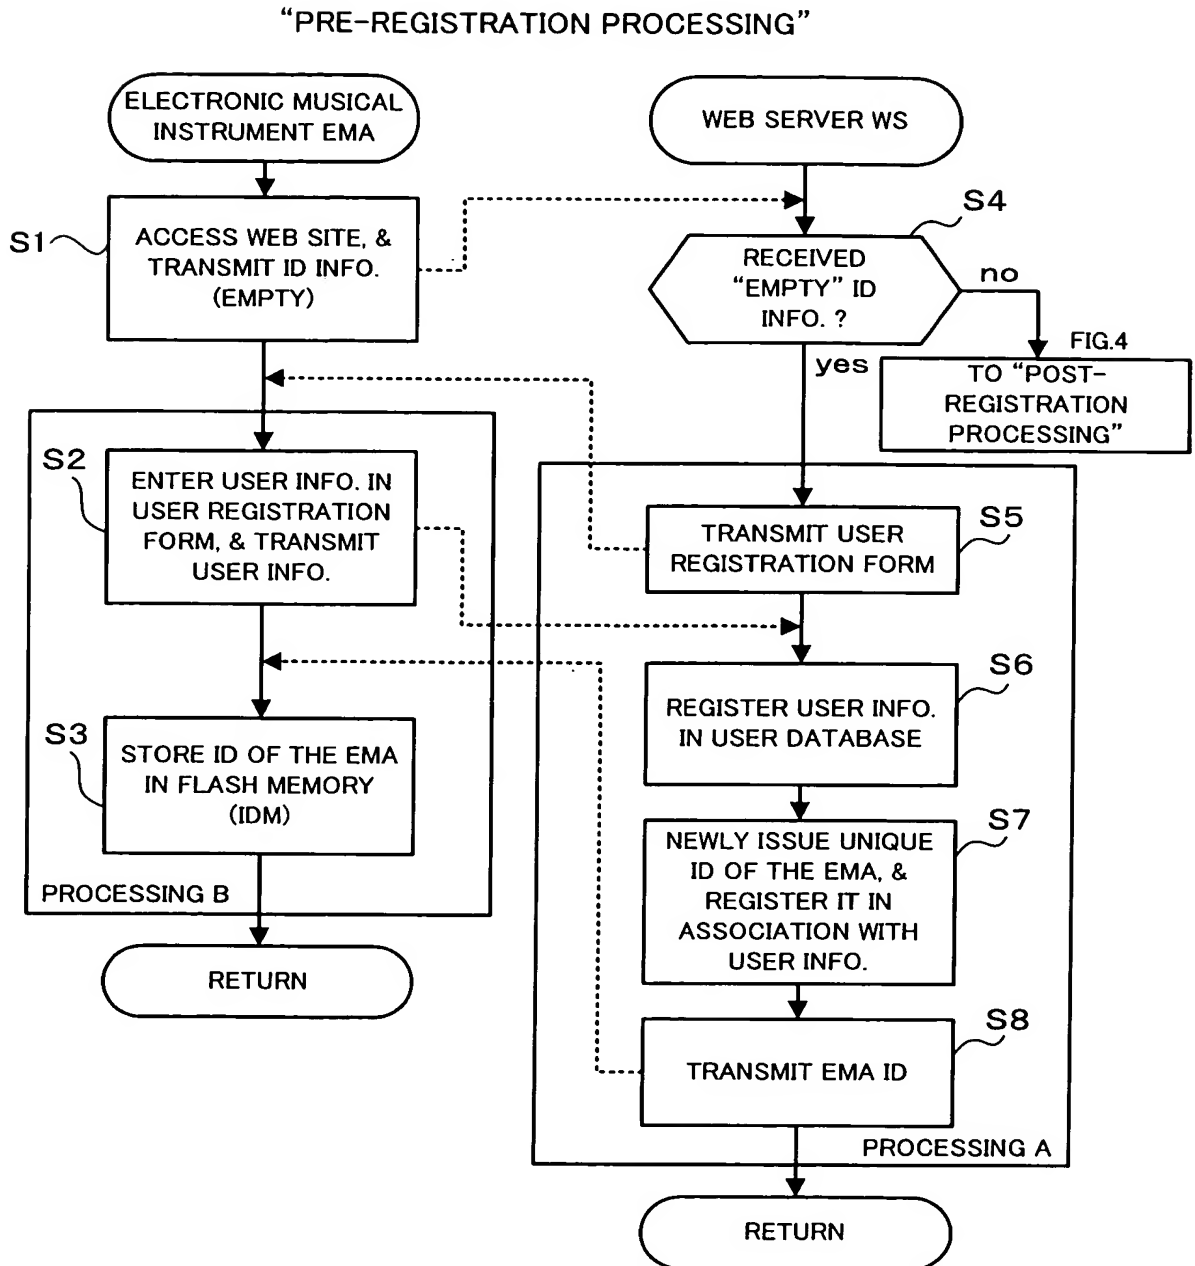 “PRE-REGISTRATION PROCESSING”
ELECTRONIC MUSICAL
INSTRUMENT EMA
WEB SERVER WS
S1
ACCESS WEB SITE, &
TRANSMIT ID INFO.
(EMPTY)
S4
RECEIVED
“EMPTY” ID
INFO. ?
no
yes
FIG.4
TO “POST-
REGISTRATION
PROCESSING”
S2
ENTER USER INFO. IN
USER REGISTRATION
FORM, & TRANSMIT
USER INFO.
S5
TRANSMIT USER
REGISTRATION FORM
S6
REGISTER USER INFO.
IN USER DATABASE
S3
STORE ID OF THE EMA
IN FLASH MEMORY
(IDM)
PROCESSING B
S7
NEWLY ISSUE UNIQUE
ID OF THE EMA, &
REGISTER IT IN
ASSOCIATION WITH
USER INFO.
RETURN
S8
TRANSMIT EMA ID
PROCESSING A
RETURN